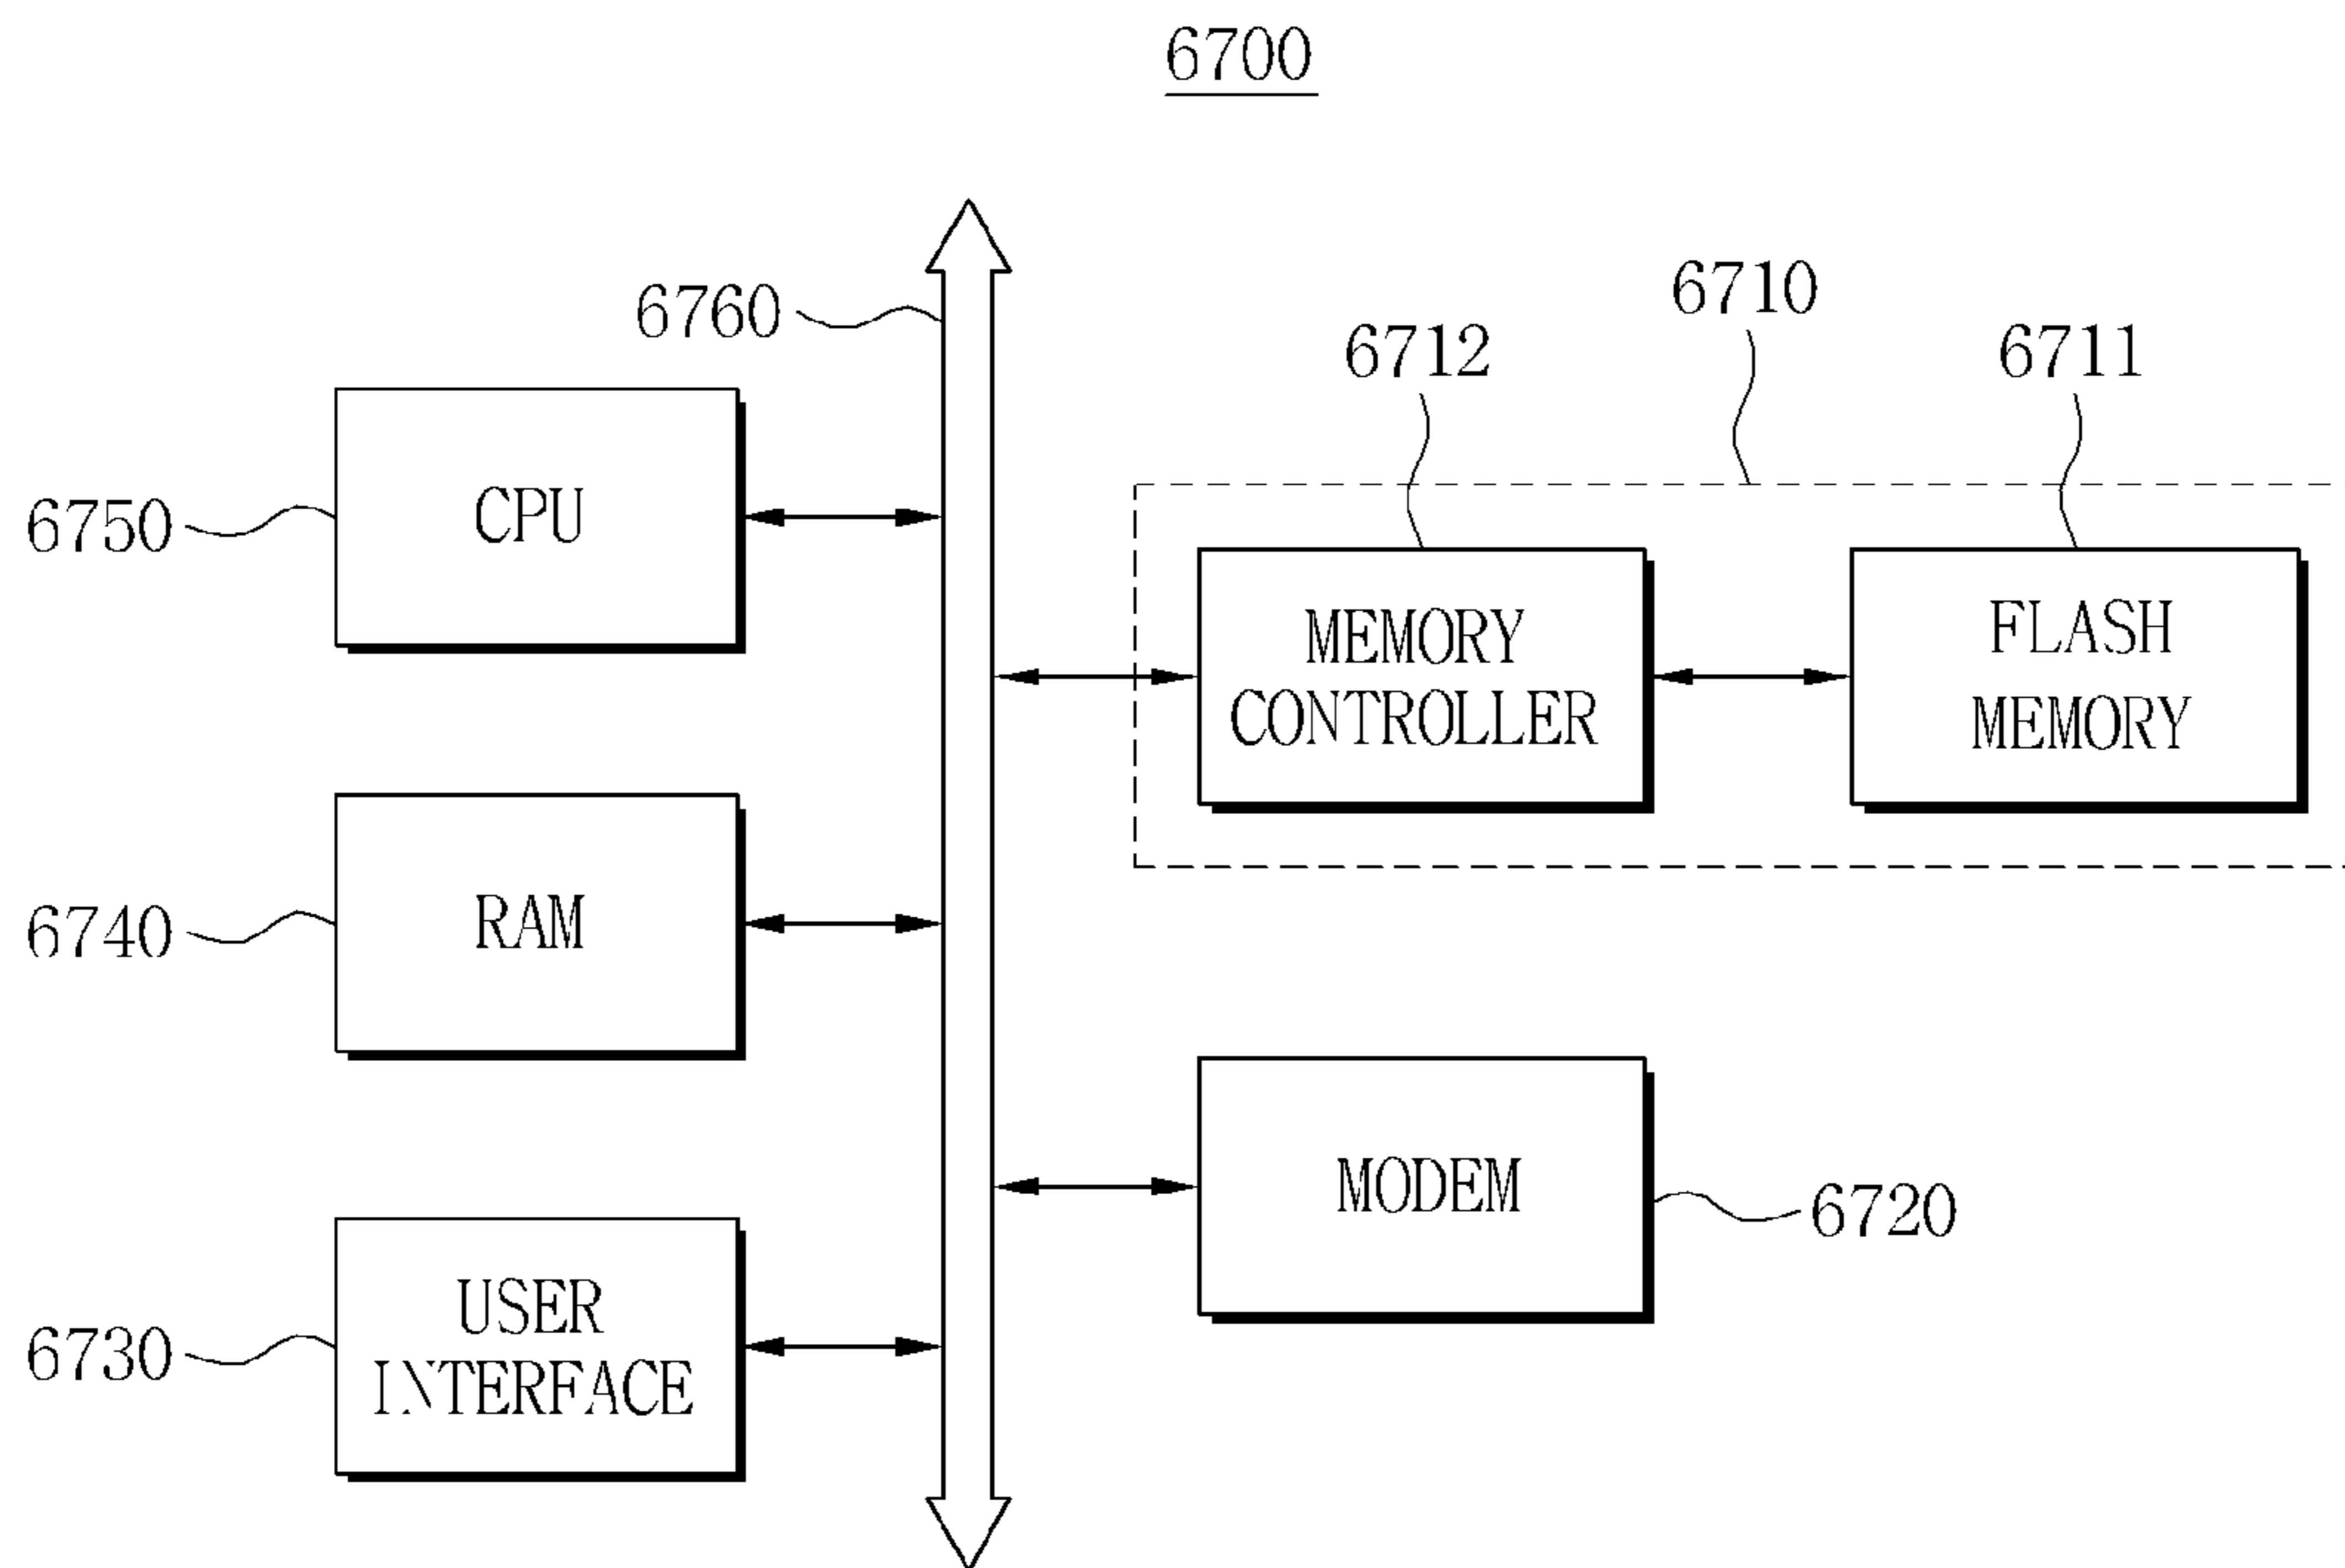 6700
6760
6710
6712
6711
CPU
6750
MEMORY
CONTROLLER
FLASH
MEMORY
RAM
6740
MODEM
6720
USER
INTERFACE
6730